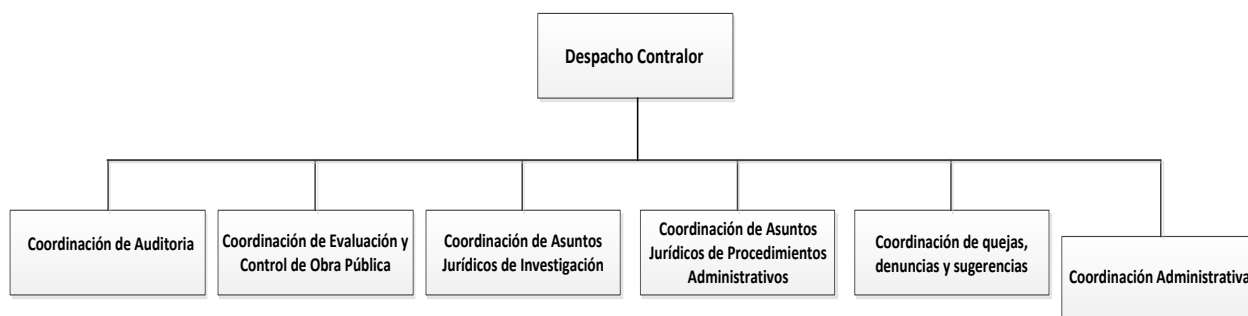 Despacho Contralor
Coordinación de Auditoria
Coordinación de Evaluación y
Control de Obra Pública
Coordinación de Asuntos
Jurídicos de Investigación
Coordinación de Asuntos
Jurídicos de Procedimientos
Administrativos
Coordinación de quejas,
denuncias y sugerencias
Coordinación Administrativa